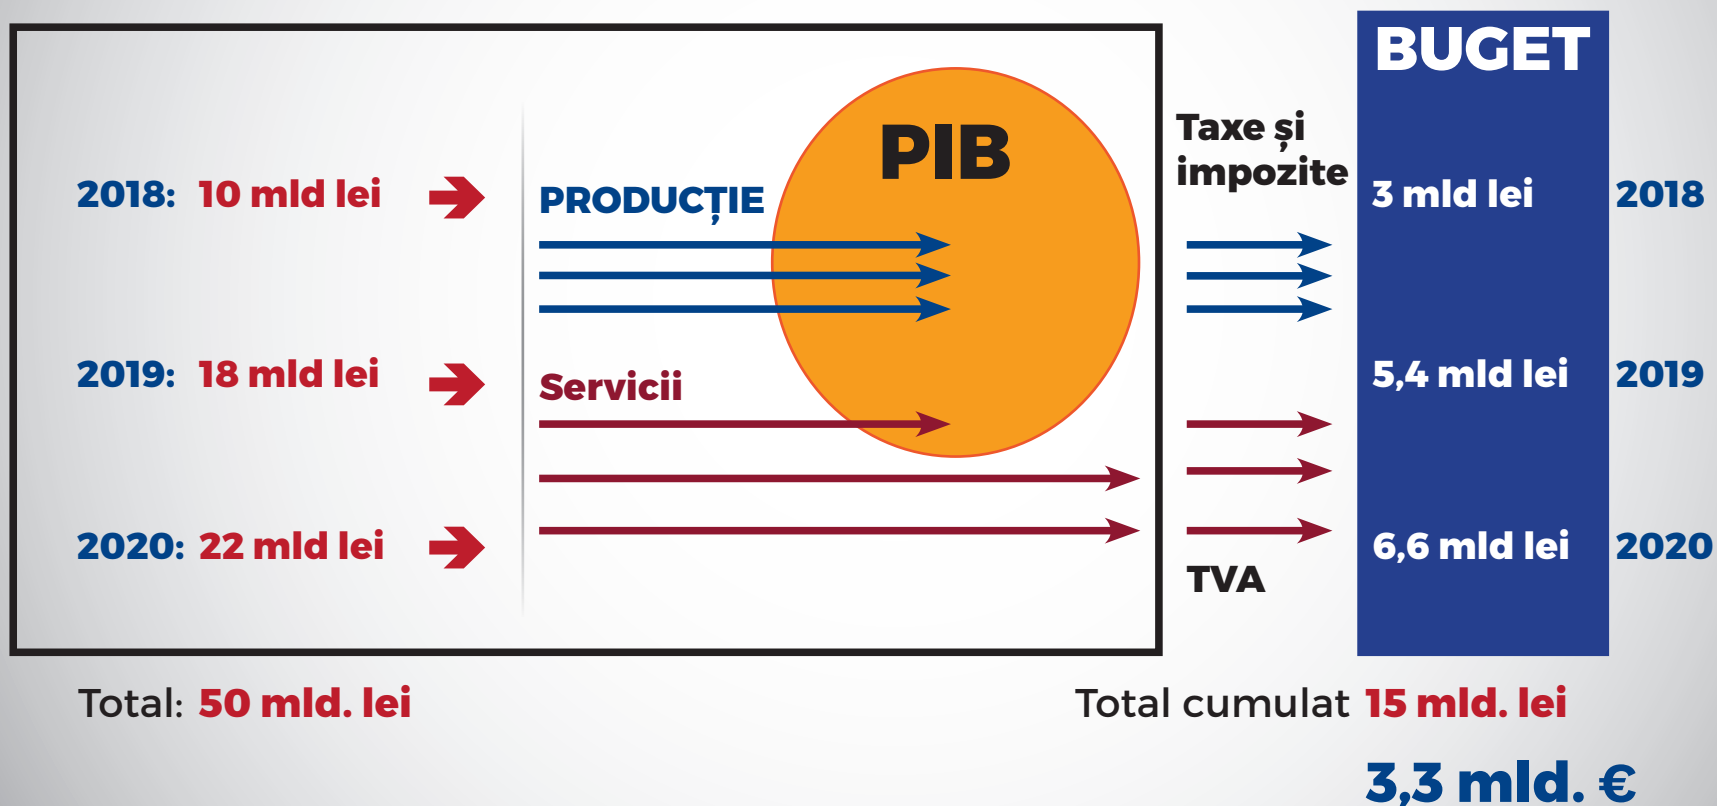 BUGET
PIB
Taxe și
impozite
2018: 10 mld lei
PRODUCȚIE
3 mld lei 2018
2019: 18 mld lei
Servicii
5,4 mld lei 2019
2020: 22 mld lei
6,6 mld lei 2020
TVA
Total: 50 mld. lei
Total cumulat 15 mld. lei
3,3 mld. €